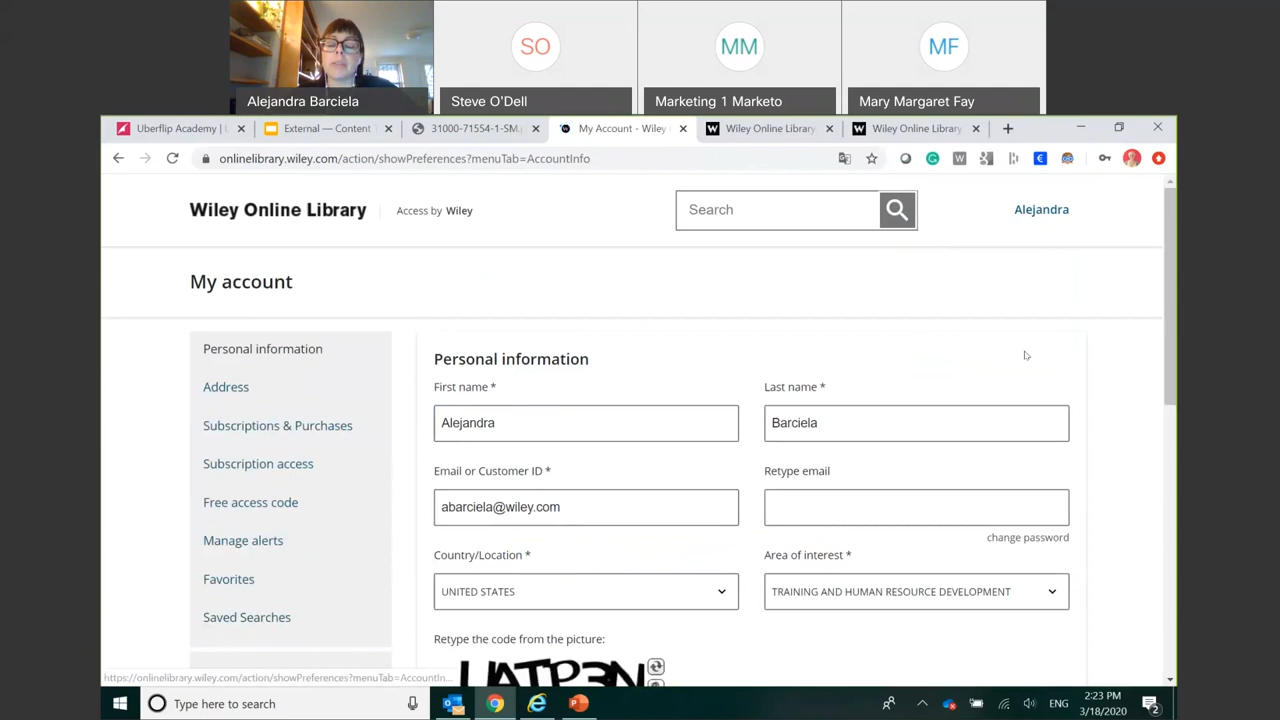 SO
MM
MF
Alejandra Barciela
Steve O'Dell
Marketing 1 Marketo
Mary Margaret Fay
Uberflip Academy |
External — Content
31000-71554-1-SM.
My Account - Wiley
Wiley Online Library
Wiley Online Library
onlinelibrary.wiley.com/action/showPreferences?menuTab=AccountInfo
Wiley Online Library
Access by Wiley
Search
Alejandra
My account
Personal information
Address
Subscriptions & Purchases
Subscription access
Free access code
Manage alerts
Favorites
Saved Searches
Personal information
First name *
Last name *
Alejandra
Barciela
Email or Customer ID *
Retype email
abarciela@wiley.com
change password
Country/Location *
Area of interest *
UNITED STATES
TRAINING AND HUMAN RESOURCE DEVELOPMENT
Retype the code from the picture:
https://onlinelibrary.wiley.com/action/showPreferences?menuTab=AccountIn...
Type here to search
ENG
2:23 PM
3/18/2020
2